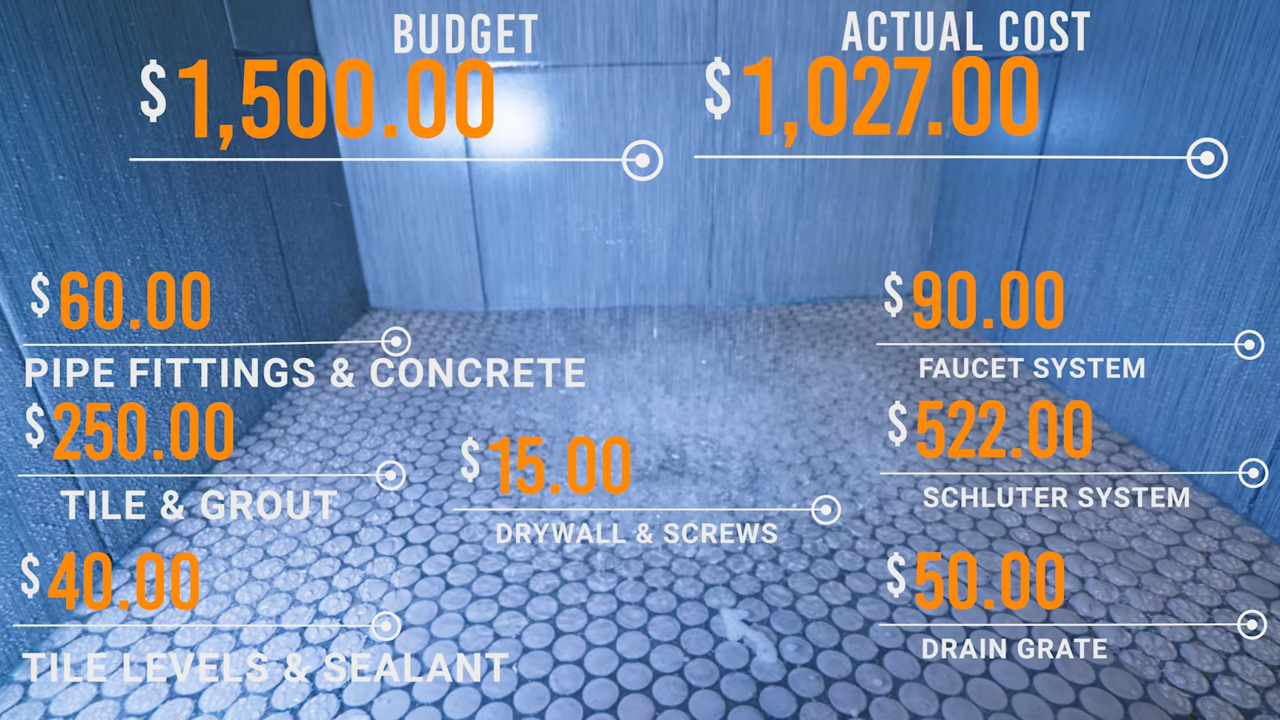 BUDGET
$1,500.00
ACTUAL COST
$1,027.00
$60.00
PIPE FITTINGS & CONCRETE
$250.00
TILE & GROUT
$40.00
TILE LEVELS & SEALANT
$15.00
DRYWALL & SCREWS
$90.00
FAUCET SYSTEM
$522.00
SCHLUTER SYSTEM
$50.00
DRAIN GRATE